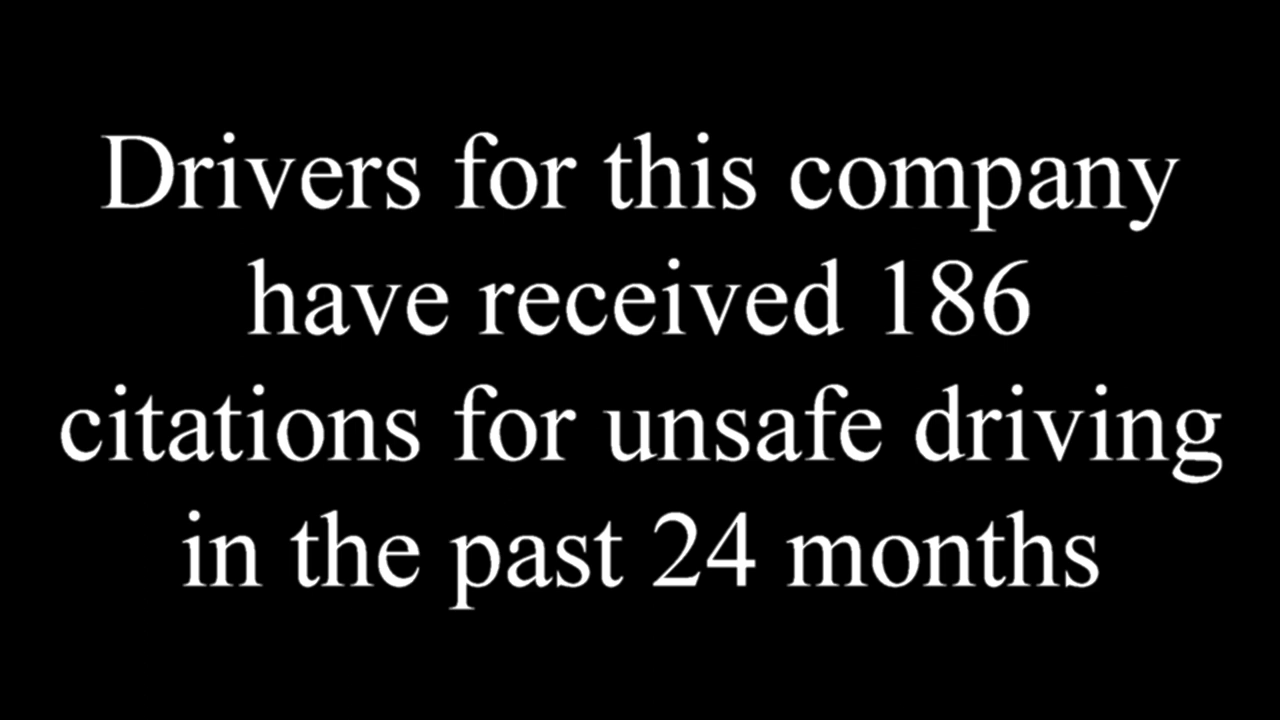 Drivers for this company
have received 186
citations for unsafe driving
in the past 24 months